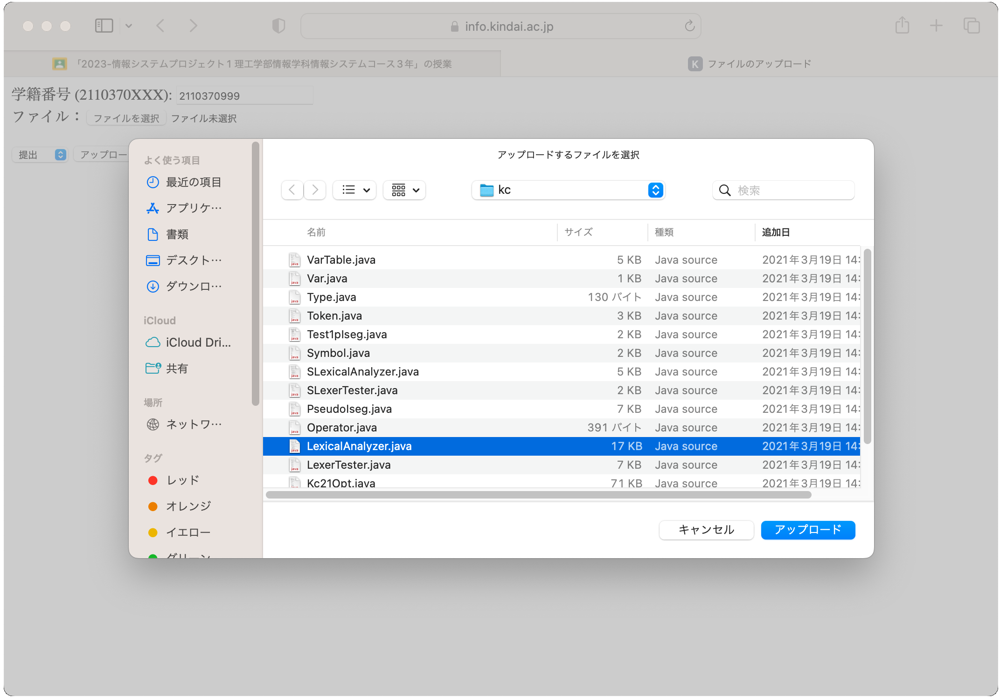 info.kindai.ac.jp
「2023-情報システムプロジェクト1 理工学部情報学科情報システムコース3年」の授業
K ファイルのアップロード
学籍番号 (2110370XXX): 2110370999
ファイル： ファイルを選択 ファイル未選択
提出 アップロー
よく使う項目
最近の項目
アプリケ…
書類
デスクト…
ダウンロ…
iCloud
iCloud Dri...
共有
場所
ネットワ…
タグ
レッド
オレンジ
イエロー
グリーン
アップロードするファイルを選択
kc 検索
名前 サイズ 種類 追加日
VarTable.java 5 KB Java source 2021年3月19日 14:
Var.java 1 KB Java source 2021年3月19日 14:
Type.java 130 バイト Java source 2021年3月19日 14:
Token.java 3 KB Java source 2021年3月19日 14:
Test1pIseg.java 2 KB Java source 2021年3月19日 14:
Symbol.java 2 KB Java source 2021年3月19日 14:
SLexicalAnalyzer.java 5 KB Java source 2021年3月19日 14:
SLexerTester.java 2 KB Java source 2021年3月19日 14:
PseudoIseg.java 7 KB Java source 2021年3月19日 14:
Operator.java 391 バイト Java source 2021年3月19日 14:
LexicalAnalyzer.java 17 KB Java source 2021年3月19日 14:
LexerTester.java 7 KB Java source 2021年3月19日 14:
Kc21Opt.java 71 KB Java source 2021年3月19日 14:
キャンセル アップロード